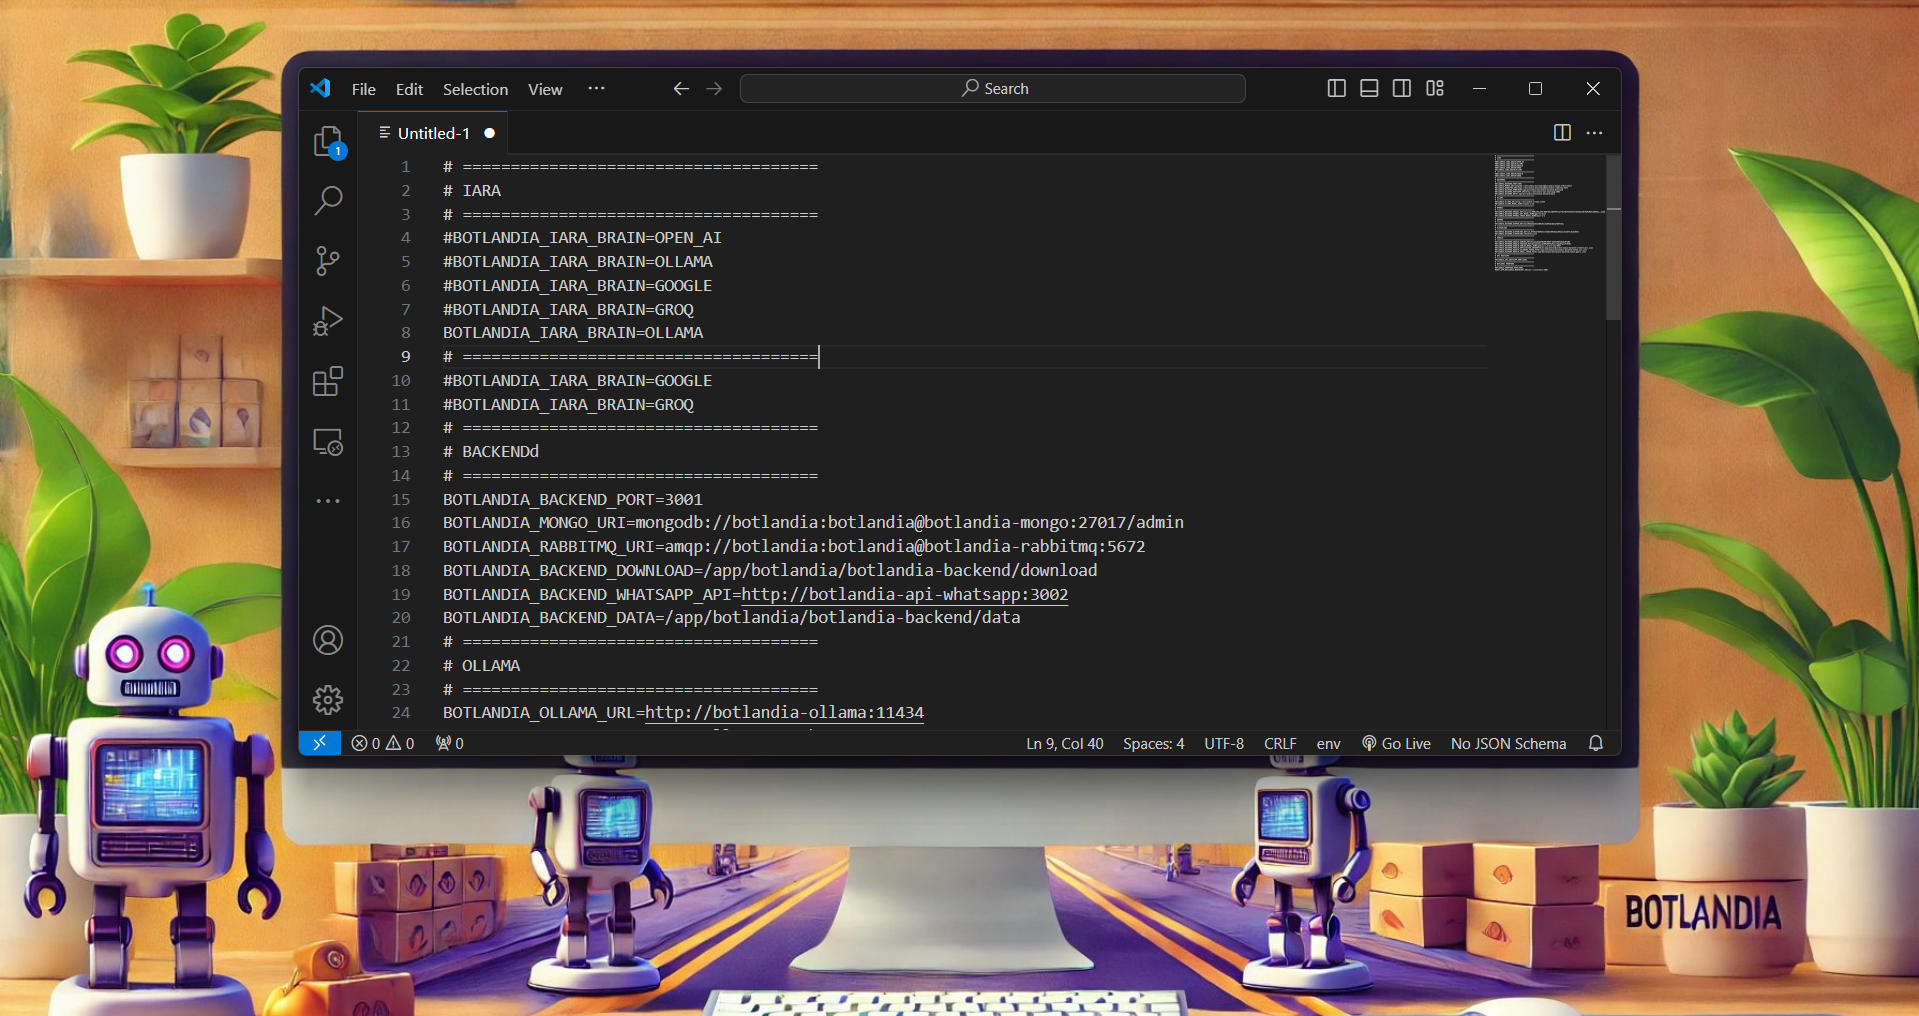 File Edit Selection View ··· Search
Untitled-1
1 # =====================================
2 # IARA
3 # =====================================
4 #BOTLANDIA_IARA_BRAIN=OPEN_AI
5 #BOTLANDIA_IARA_BRAIN=OLLAMA
6 #BOTLANDIA_IARA_BRAIN=GOOGLE
7 #BOTLANDIA_IARA_BRAIN=GROQ
8 BOTLANDIA_IARA_BRAIN=OLLAMA
9 # =====================================
10 #BOTLANDIA_IARA_BRAIN=GOOGLE
11 #BOTLANDIA_IARA_BRAIN=GROQ
12 # =====================================
13 # BACKENDd
14 # =====================================
15 BOTLANDIA_BACKEND_PORT=3001
16 BOTLANDIA_MONGO_URI=mongodb://botlandia:botlandia@botlandia-mongo:27017/admin
17 BOTLANDIA_RABBITMQ_URI=amqp://botlandia:botlandia@botlandia-rabbitmq:5672
18 BOTLANDIA_BACKEND_DOWNLOAD=/app/botlandia/botlandia-backend/download
19 BOTLANDIA_BACKEND_WHATSAPP_API=http://botlandia-api-whatsapp:3002
20 BOTLANDIA_BACKEND_DATA=/app/botlandia/botlandia-backend/data
21 # =====================================
22 # OLLAMA
23 # =====================================
24 BOTLANDIA_OLLAMA_URL=http://botlandia-ollama:11434
1
0 0 0 Ln 9, Col 40 Spaces: 4 UTF-8 CRLF env Go Live No JSON Schema
BOTLANDIA